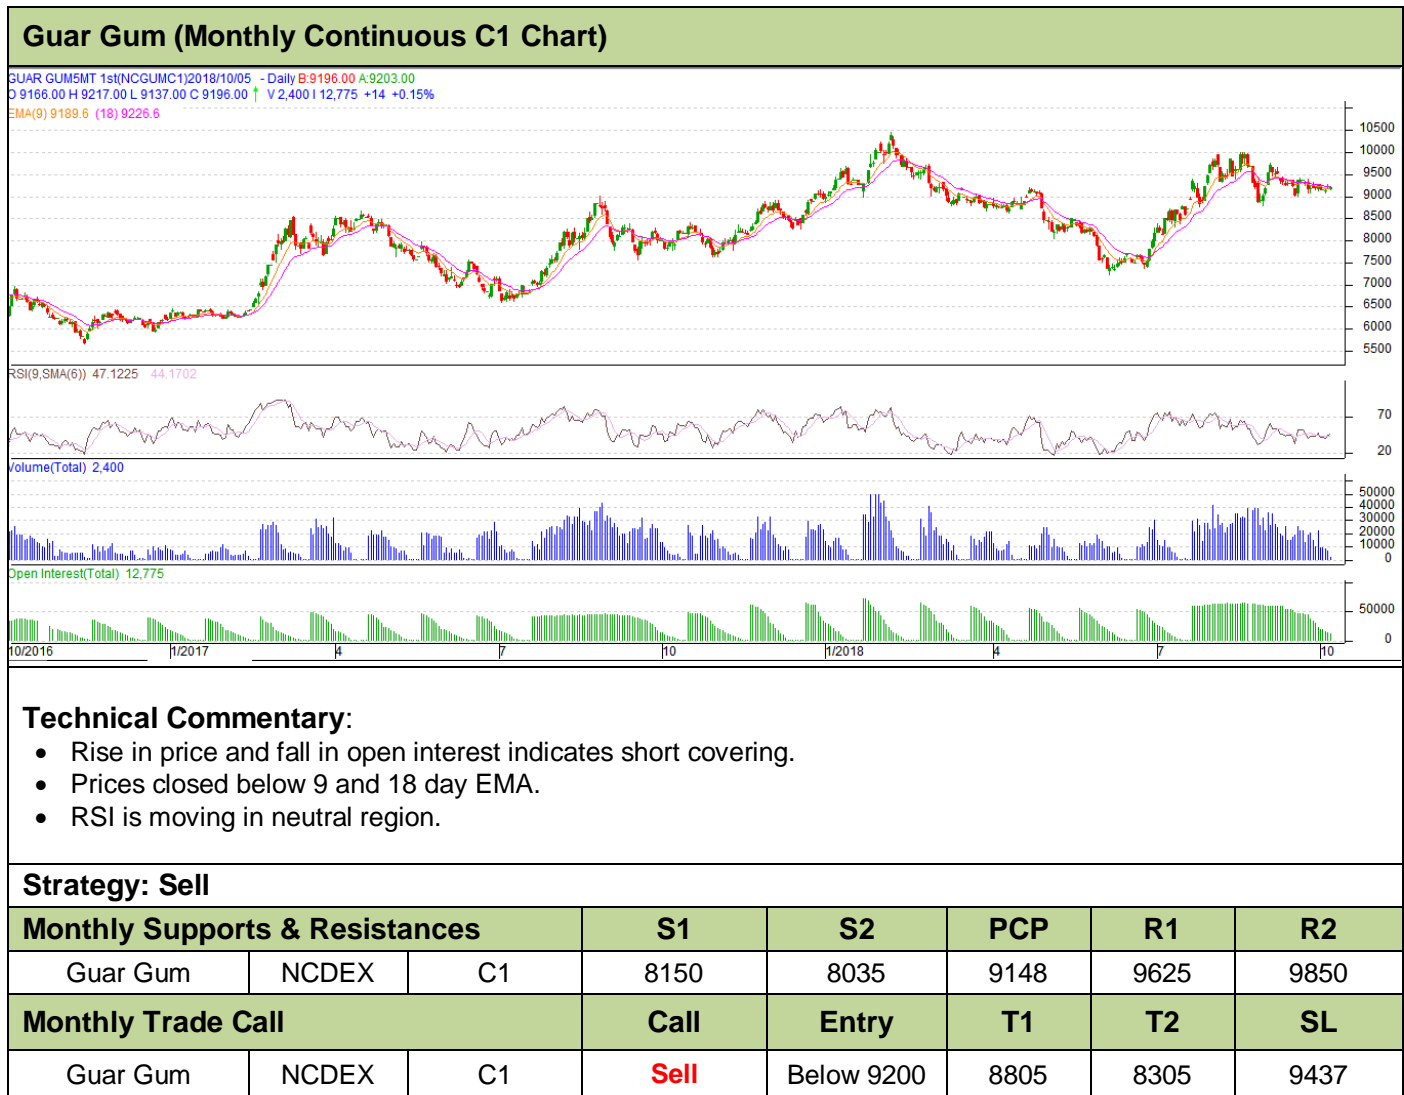 Guar Gum (Monthly Continuous C1 Chart)
GUAR GUM5MT 1st(NCGUMC1)2018/10/05 - Daily B:9196.00 A:9203.00
O 9166.00 H 9217.00 L 9137.00 C 9196.00 ↑ V 2,400 I 12,775 +14 +0.15%
EMA(9) 9189.6 (18) 9226.6
10500
10000
9500
9000
8500
8000
7500
7000
6500
6000
5500
RSI(9,SMA(6)) 47.1225 44.1702
70
20
Volume(Total) 2,400
50000
40000
30000
20000
10000
0
Open Interest(Total) 12,775
50000
0
10/2016 1/2017 4 7 10 1/2018 4 7 10
Technical Commentary:
• Rise in price and fall in open interest indicates short covering.
• Prices closed below 9 and 18 day EMA.
• RSI is moving in neutral region.
Strategy: Sell
Monthly Supports & Resistances S1 S2 PCP R1 R2
Guar Gum NCDEX C1 8150 8035 9148 9625 9850
Monthly Trade Call Call Entry T1 T2 SL
Guar Gum NCDEX C1 Sell Below 9200 8805 8305 9437